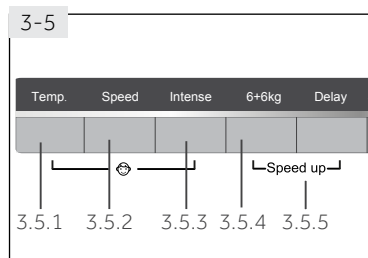 3-5
Temp. Speed Intense 6+6kg Delay
Speed up
3.5.1 3.5.2 3.5.3 3.5.4 3.5.5